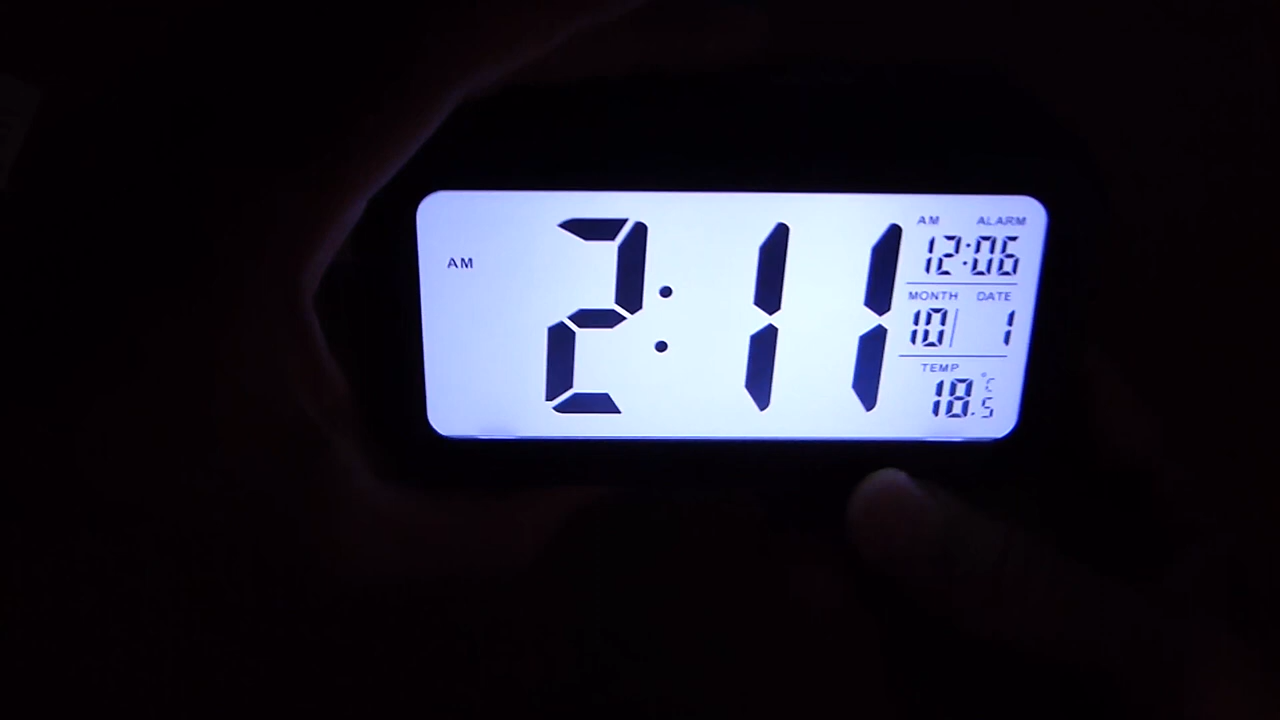 AM 2:11
AM ALARM
12:06
MONTH DATE
10 1
TEMP
18.5 °C